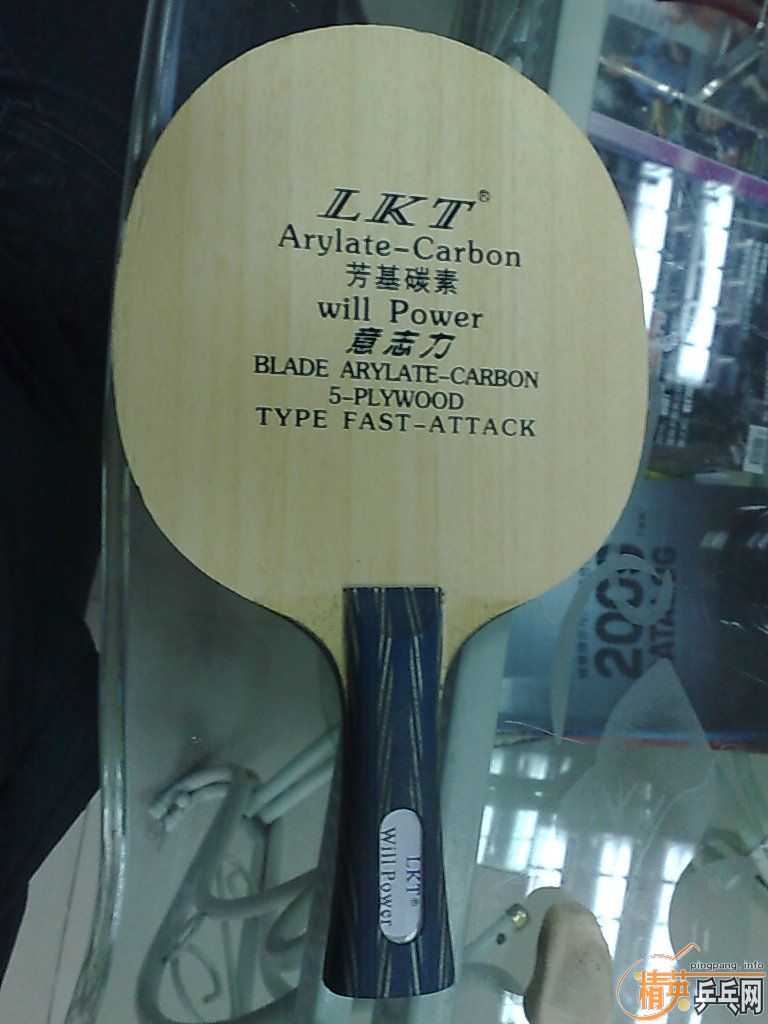 LKT®
Arylate-Carbon
芳基碳素
will Power
意志力
BLADE ARYLATE-CARBON
5-PLYWOOD
TYPE FAST-ATTACK
LKT®
Will Power
pingpang.info
精英乒乓网